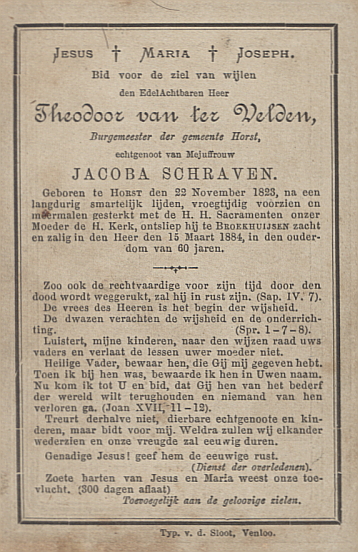 Jesus † Maria † Joseph.
Bid voor de ziel van wijlen
den EdelAchtbaren Heer
Theodoor van ter Velden,
Burgemeester der gemeente Horst,
echtgenoot van Mejuffrouw
JACOBA SCHRAVEN.
Geboren te Horst den 22 November 1823, na een
langdurig smartelijk lijden, vroegtijdig voorzien en
meermalen gesterkt met de H. H. Sacramenten onzer
Moeder de H. Kerk, ontsliep hij te Broekhuijsen zacht
en zalig in den Heer den 15 Maart 1884, in den ouder-
dom van 60 jaren.
Zoo ook de rechtvaardige voor zijn tijd door den
dood wordt weggerukt, zal hij in rust zijn. (Sap. IV. 7).
De vrees des Heeren is het begin der wijsheid.
De dwazen verachten de wijsheid en de onderrich-
ting. (Spr. 1-7-8).
Luistert, mijne kinderen, naar den wijzen raad uws
vaders en verlaat de lessen uwer moeder niet.
Heilige Vader, bewaar hen, die Gij mij gegeven hebt.
Toen ik bij hen was, bewaarde ik hen in Uwen naam.
Nu kom ik tot U en bid, dat Gij hen van het bederf
der wereld wilt terughouden en niemand van hen
verloren ga. (Joan XVII, 11-12).
Treurt derhalve niet, dierbare echtgenoote en kin-
deren, maar bidt voor mij. Weldra zullen wij elkander
wederzien en onze vreugde zal eeuwig duren.
Genadige Jesus! geef hem de eeuwige rust.
(Dienst der overledenen).
Zoete harten van Jesus en Maria weest onze toe-
vlucht. (300 dagen aflaat)
Toevoegelijk aan de geloovige zielen.
Typ. v. d. Sloot, Venloo.